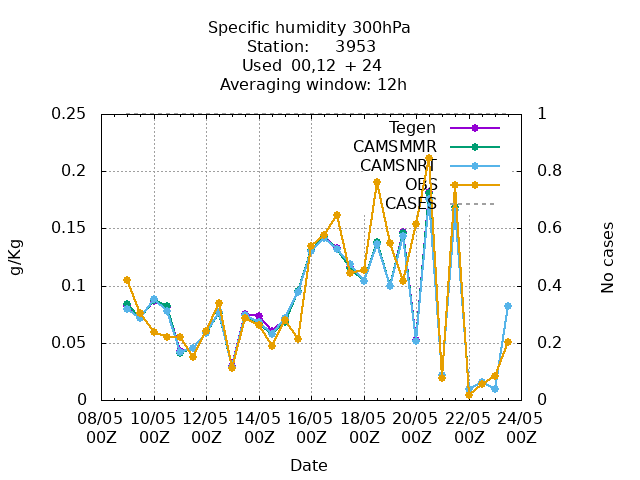 Specific humidity 300hPa
Station: 3953
Used 00,12 + 24
Averaging window: 12h
0.25
0.2
0.15
0.1
0.05
0
g/Kg
1
0.8
0.6
0.4
0.2
0
No cases
Tegen
CAMSMMR
CAMSNRT
OBS
CASES
08/05 10/05 12/05 14/05 16/05 18/05 20/05 22/05 24/05
00Z 00Z 00Z 00Z 00Z 00Z 00Z 00Z 00Z
Date